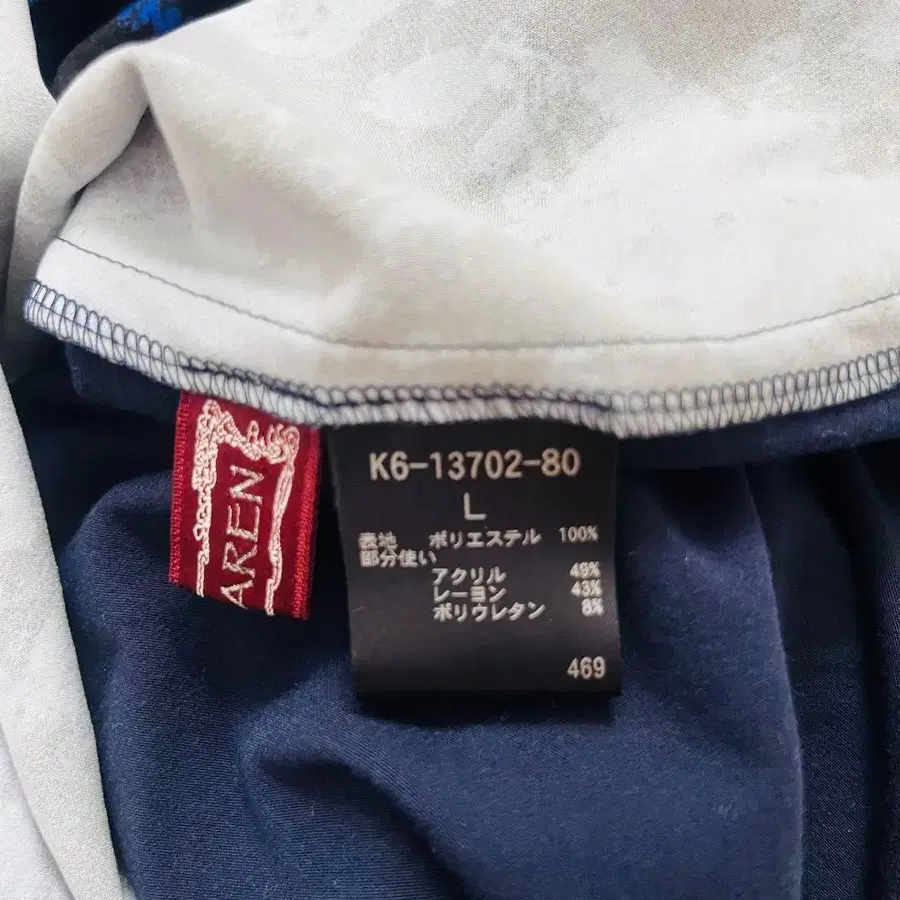 AREN
K6-13702-80
L
表地 ポリエステル 100%
部分使い
アクリル 49%
レーヨン 43%
ポリウレタン 8%
469